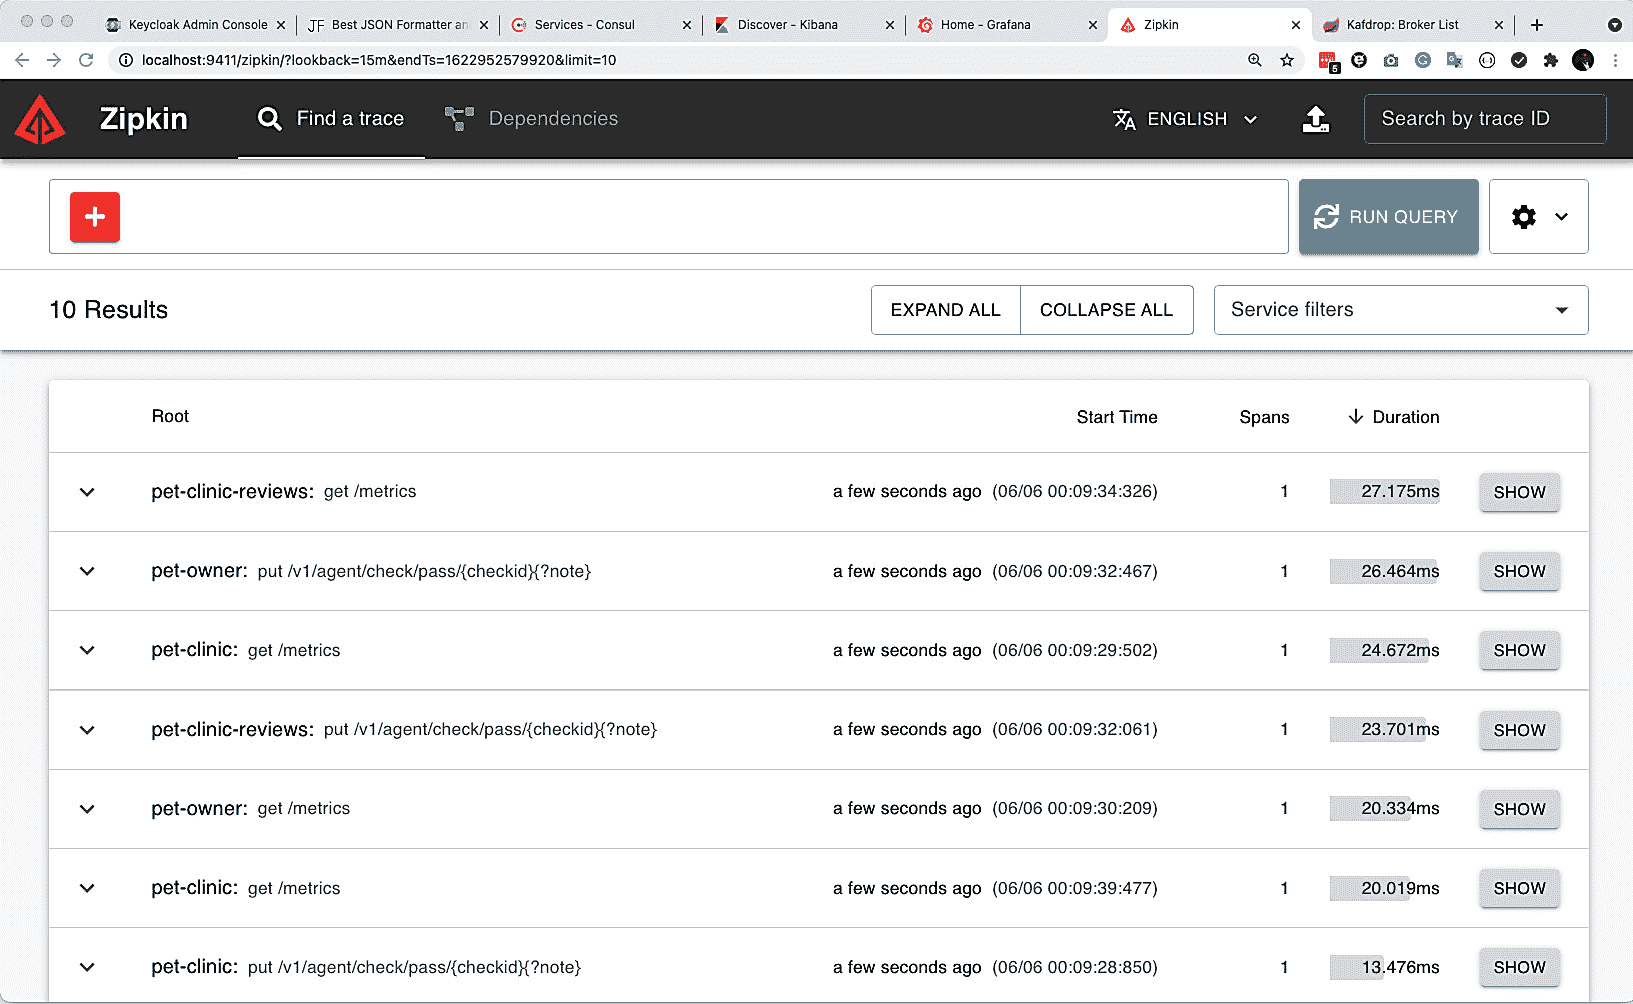 Keycloak Admin Console
JF Best JSON Formatter an
Services - Consul
Discover - Kibana
Home - Grafana
Zipkin
Kafdrop: Broker List
localhost:9411/zipkin/?lookback=15m&endTs=1622952579920&limit=10
5
Zipkin
Find a trace
Dependencies
ENGLISH
Search by trace ID
RUN QUERY
10 Results
EXPAND ALL
COLLAPSE ALL
Service filters
Root Start Time Spans Duration
pet-clinic-reviews: get /metrics a few seconds ago (06/06 00:09:34:326) 1 27.175ms SHOW
pet-owner: put /v1/agent/check/pass/{checkid}{?note} a few seconds ago (06/06 00:09:32:467) 1 26.464ms SHOW
pet-clinic: get /metrics a few seconds ago (06/06 00:09:29:502) 1 24.672ms SHOW
pet-clinic-reviews: put /v1/agent/check/pass/{checkid}{?note} a few seconds ago (06/06 00:09:32:061) 1 23.701ms SHOW
pet-owner: get /metrics a few seconds ago (06/06 00:09:30:209) 1 20.334ms SHOW
pet-clinic: get /metrics a few seconds ago (06/06 00:09:39:477) 1 20.019ms SHOW
pet-clinic: put /v1/agent/check/pass/{checkid}{?note} a few seconds ago (06/06 00:09:28:850) 1 13.476ms SHOW